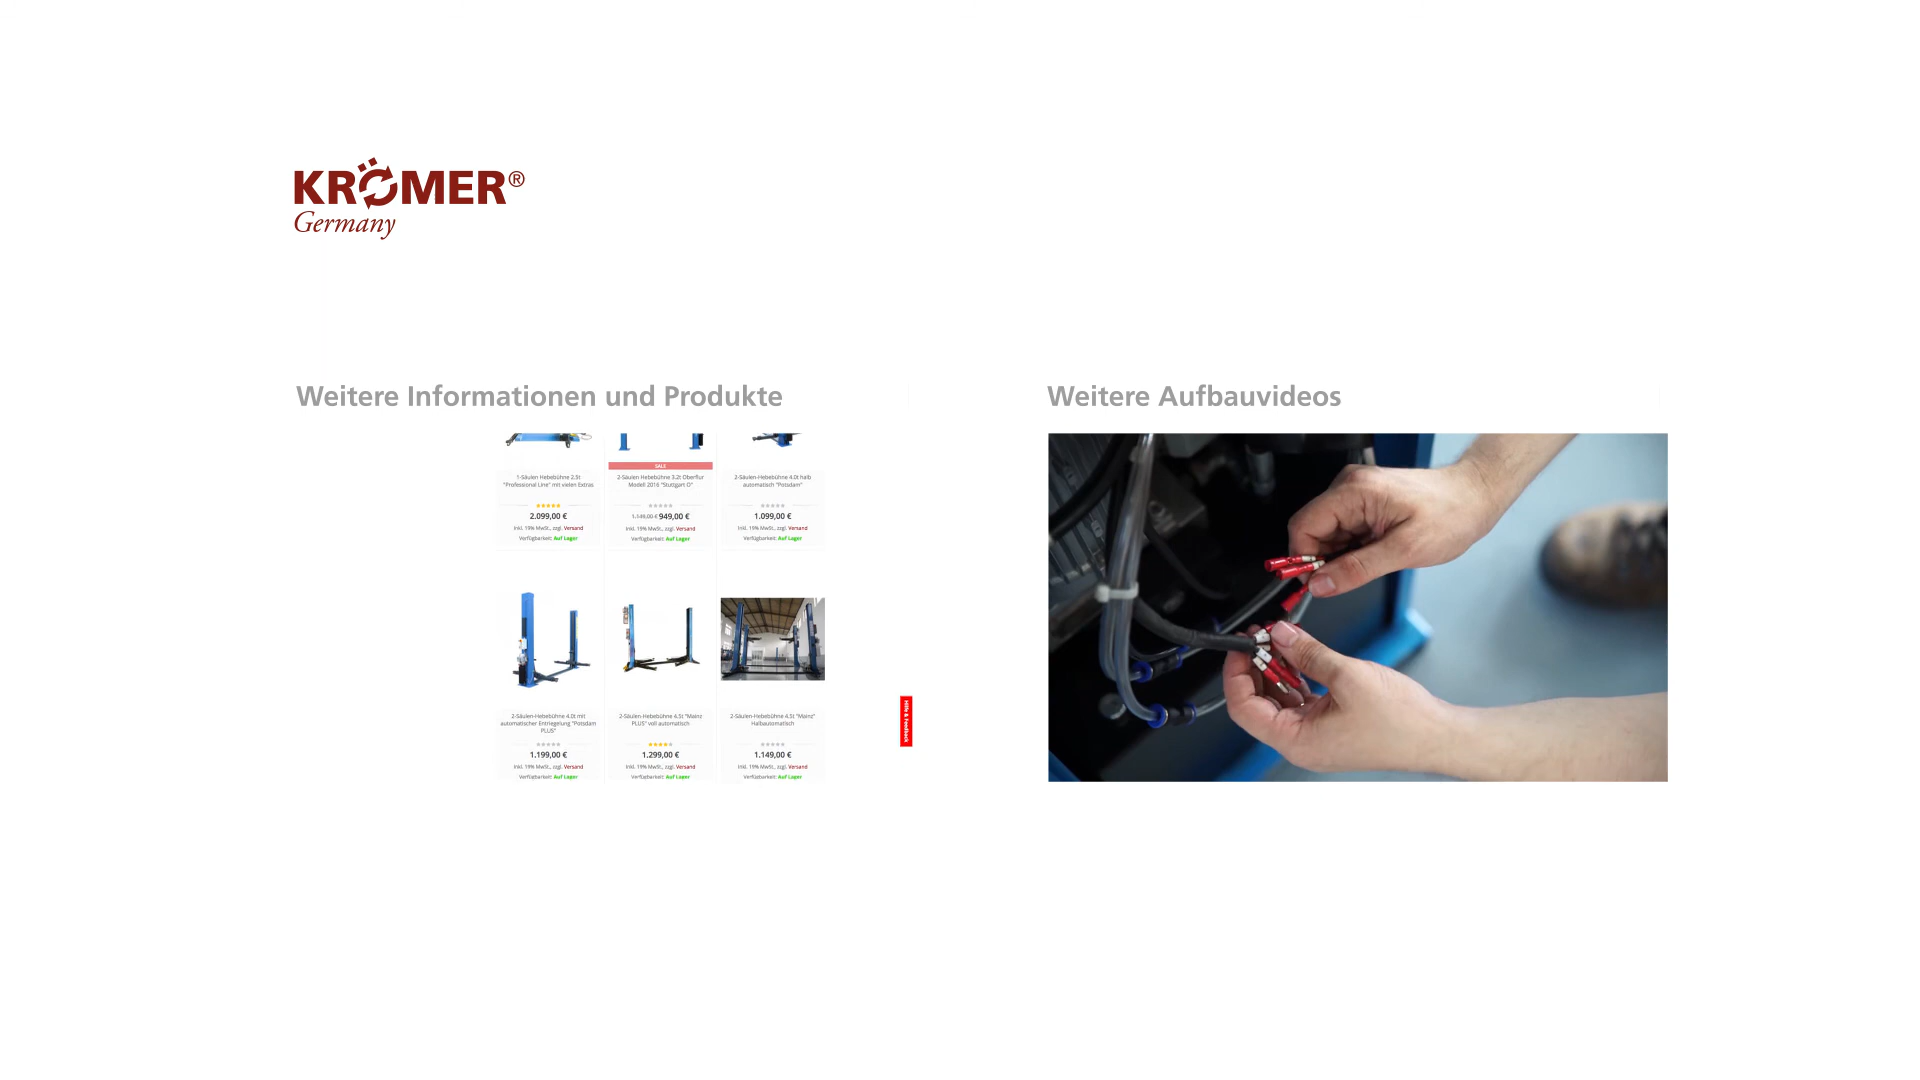 KRÖMER®
Germany
Weitere Informationen und Produkte
Weitere Aufbauvideos
SALE
1-Säulen Hebebühne 2.5t
"Professional Line" mit vielen Extras
2.099,00 €
inkl. 19% MwSt., zzgl. Versand
Verfügbarkeit: Auf Lager
2-Säulen Hebebühne 3.2t Oberflur
Modell 2016 "Stuttgart O"
1.149,00 € 949,00 €
inkl. 19% MwSt., zzgl. Versand
Verfügbarkeit: Auf Lager
2-Säulen-Hebebühne 4.0t halb
automatisch "Potsdam"
1.099,00 €
inkl. 19% MwSt., zzgl. Versand
Verfügbarkeit: Auf Lager
2-Säulen-Hebebühne 4.0t mit
automatischer Entriegelung "Potsdam
PLUS"
1.199,00 €
inkl. 19% MwSt., zzgl. Versand
Verfügbarkeit: Auf Lager
2-Säulen-Hebebühne 4,5t "Mainz
PLUS" voll automatisch
1.299,00 €
inkl. 19% MwSt., zzgl. Versand
Verfügbarkeit: Auf Lager
2-Säulen-Hebebühne 4.5t "Mainz"
Halbautomatisch
1.149,00 €
inkl. 19% MwSt., zzgl. Versand
Verfügbarkeit: Auf Lager
Hilfe & Feedback